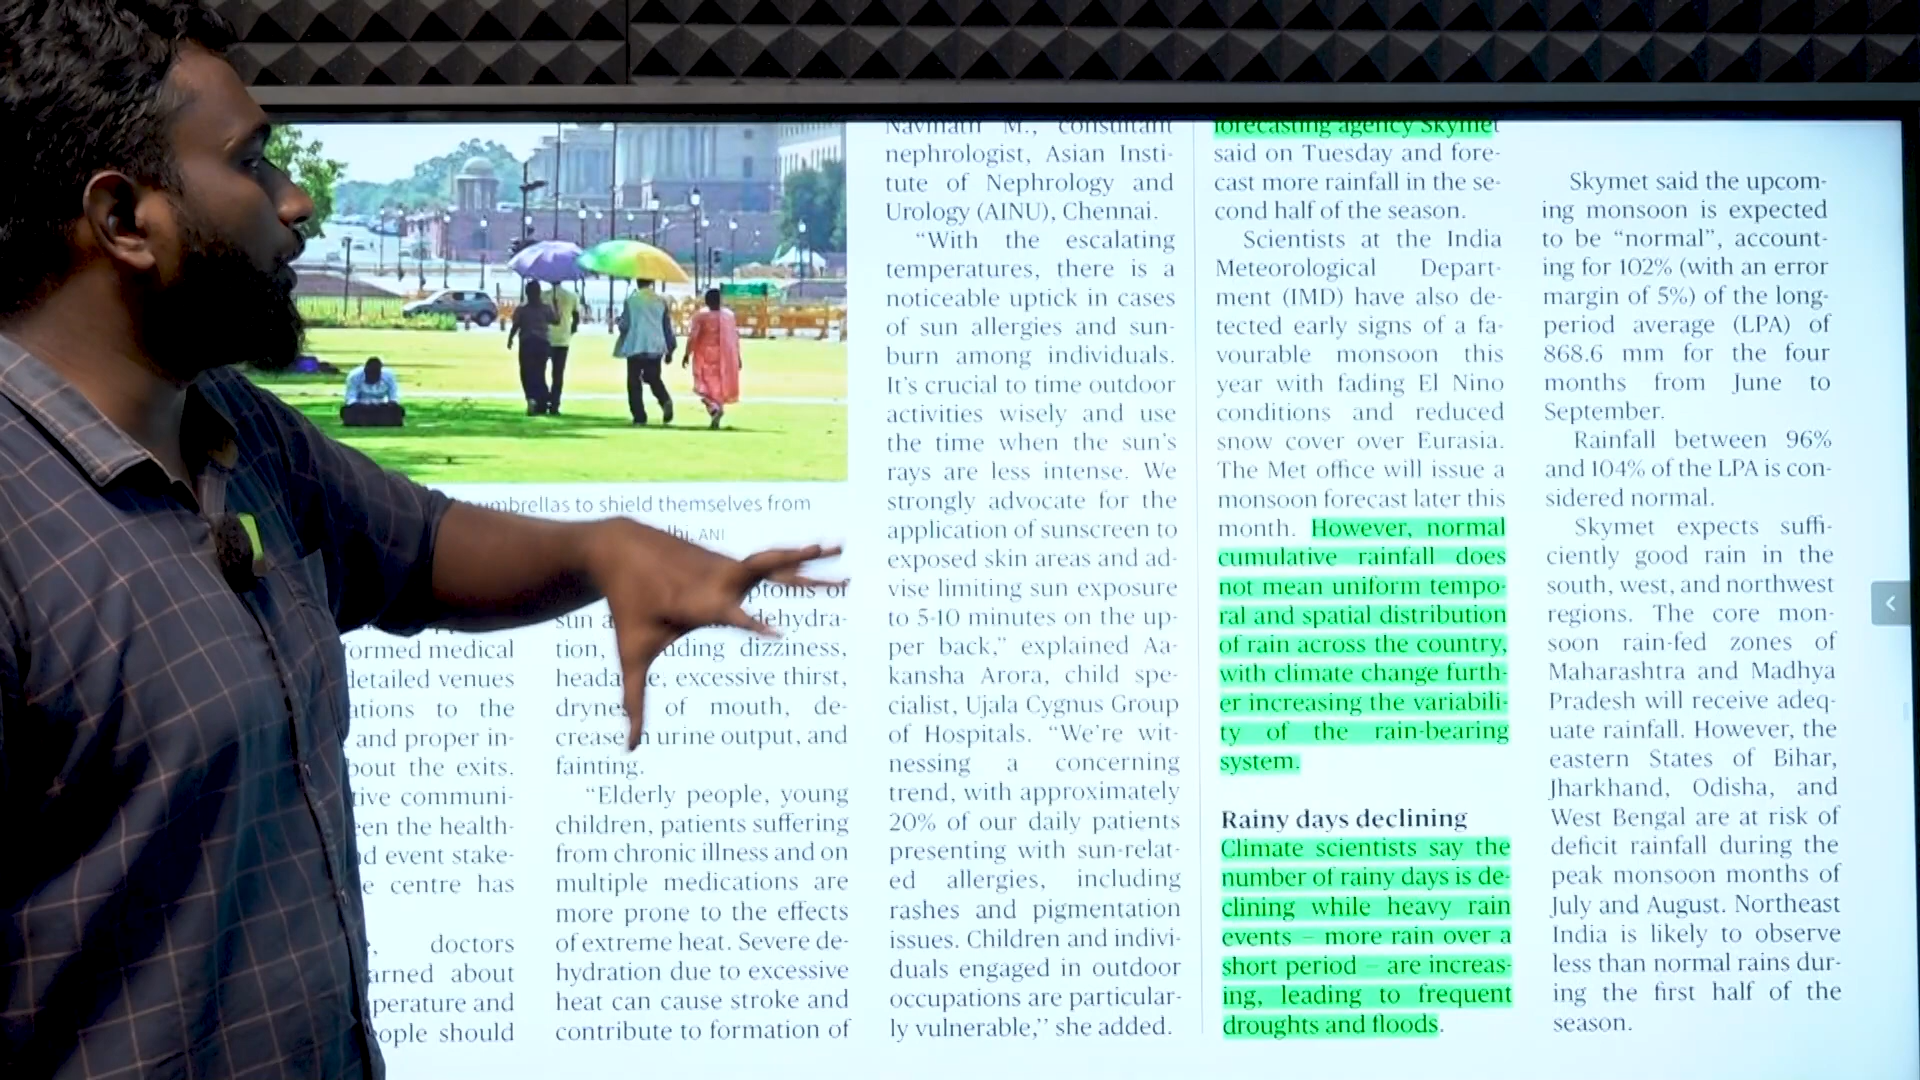 umbrellas to shield themselves from
ANI
ormed medical
detailed venues
ations to the
and proper in-
bout the exits.
tive communi-
een the health-
d event stake-
e centre has
doctors
arned about
perature and
ople should
ptoms of
sun
dehydra-
tion, dizziness,
excessive thirst,
of mouth, de-
urine output, and
fainting.
“Elderly people, young
children, patients suffering
from chronic illness and on
multiple medications are
more prone to the effects
of extreme heat. Severe de-
hydration due to excessive
heat can cause stroke and
contribute to formation of
Navinath M., consultant
nephrologist, Asian Insti-
tute of Nephrology and
Urology (AINU), Chennai.
“With the escalating
temperatures, there is a
noticeable uptick in cases
of sun allergies and sun-
burn among individuals.
It’s crucial to time outdoor
activities wisely and use
the time when the sun’s
rays are less intense. We
strongly advocate for the
application of sunscreen to
exposed skin areas and ad-
vise limiting sun exposure
to 5-10 minutes on the up-
per back,” explained Aa-
kansha Arora, child spe-
cialist, Ujala Cygnus Group
of Hospitals. “We’re wit-
nessing a concerning
trend, with approximately
20% of our daily patients
presenting with sun-relat-
ed allergies, including
rashes and pigmentation
issues. Children and indivi-
duals engaged in outdoor
occupations are particular-
ly vulnerable,” she added.
forecasting agency Skymet
said on Tuesday and fore-
cast more rainfall in the se-
cond half of the season.
Scientists at the India
Meteorological Depart-
ment (IMD) have also de-
tected early signs of a fa-
vourable monsoon this
year with fading El Nino
conditions and reduced
snow cover over Eurasia.
The Met office will issue a
monsoon forecast later this
month. However, normal
cumulative rainfall does
not mean uniform tempo-
ral and spatial distribution
of rain across the country,
with climate change furth-
er increasing the variabili-
ty of the rain-bearing
system.
Rainy days declining
Climate scientists say the
number of rainy days is de-
clining while heavy rain
events – more rain over a
short period – are increas-
ing, leading to frequent
droughts and floods.
Skymet said the upcom-
ing monsoon is expected
to be “normal”, account-
ing for 102% (with an error
margin of 5%) of the long-
period average (LPA) of
868.6 mm for the four
months from June to
September.
Rainfall between 96%
and 104% of the LPA is con-
sidered normal.
Skymet expects suffi-
ciently good rain in the
south, west, and northwest
regions. The core mon-
soon rain-fed zones of
Maharashtra and Madhya
Pradesh will receive adeq-
uate rainfall. However, the
eastern States of Bihar,
Jharkhand, Odisha, and
West Bengal are at risk of
deficit rainfall during the
peak monsoon months of
July and August. Northeast
India is likely to observe
less than normal rains dur-
ing the first half of the
season.